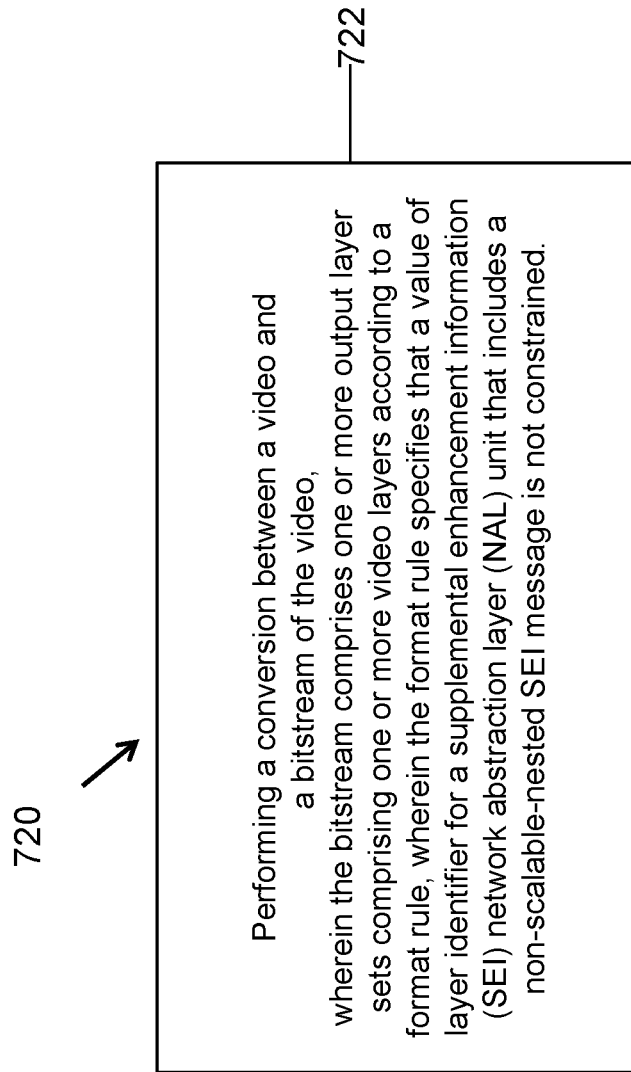 720
Performing a conversion between a video and
a bitstream of the video,
wherein the bitstream comprises one or more output layer
sets comprising one or more video layers according to a
format rule, wherein the format rule specifies that a value of
layer identifier for a supplemental enhancement information
(SEI) network abstraction layer (NAL) unit that includes a
non-scalable-nested SEI message is not constrained.
722